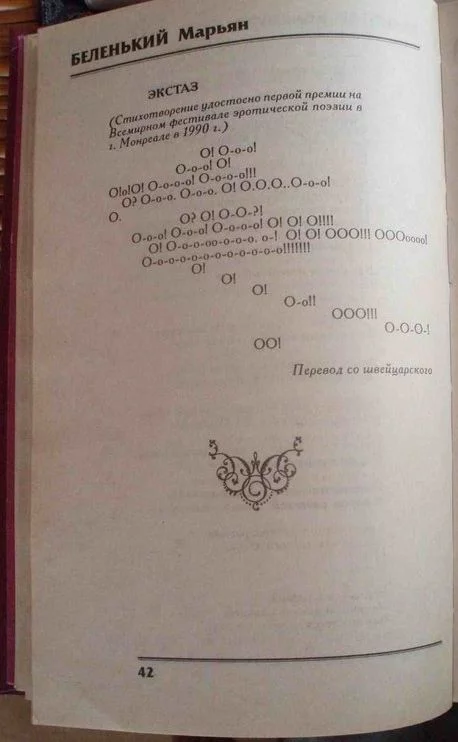 БЕЛЕНЬКИЙ Марьян
ЭКСТАЗ
(Стихотворение удостоено первой премии на
Всемирном фестивале эротической поэзии в
г. Монреале в 1990 г.)
О! О-о-о!
О-о-о! О!
О!о!О! О-о-о-о! О-о-о-о!!!
О? О-о-о. О-о-о. О! О.О.О..О-о-о!
О. О? О! О-О-?!
О-о-о! О-о-о! О-о-о-о! О! О! О!!!!
О! О-о-о-оо-о-о-о. о-! О! О! ООО!!! ОООоооо!
О-о-о-о-о-о-о-о-о-о-о-о-о!!!!!!!
О!
О!
О!
О-о!!
ООО!!!
О-О-О-!
ОО!
Перевод со швейцарского
42